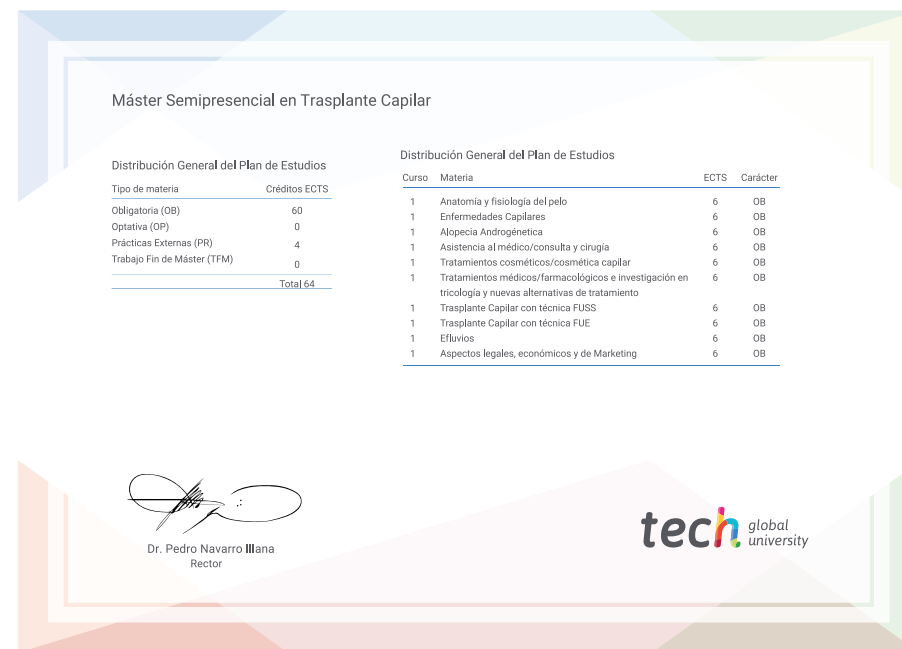 Máster Semipresencial en Trasplante Capilar
Distribución General del Plan de Estudios
Tipo de materia Créditos ECTS
Obligatoria (OB) 60
Optativa (OP) 0
Prácticas Externas (PR) 4
Trabajo Fin de Máster (TFM) 0
Total 64
Distribución General del Plan de Estudios
Curso Materia ECTS Carácter
1 Anatomía y fisiología del pelo 6 OB
1 Enfermedades Capilares 6 OB
1 Alopecia Androgénetica 6 OB
1 Asistencia al médico/consulta y cirugía 6 OB
1 Tratamientos cosméticos/cosmética capilar 6 OB
1 Tratamientos médicos/farmacológicos e investigación en 6 OB
tricología y nuevas alternativas de tratamiento
1 Trasplante Capilar con técnica FUSS 6 OB
1 Trasplante Capilar con técnica FUE 6 OB
1 Efluvios 6 OB
1 Aspectos legales, económicos y de Marketing 6 OB
Dr. Pedro Navarro Illana
Rector
tech global
university